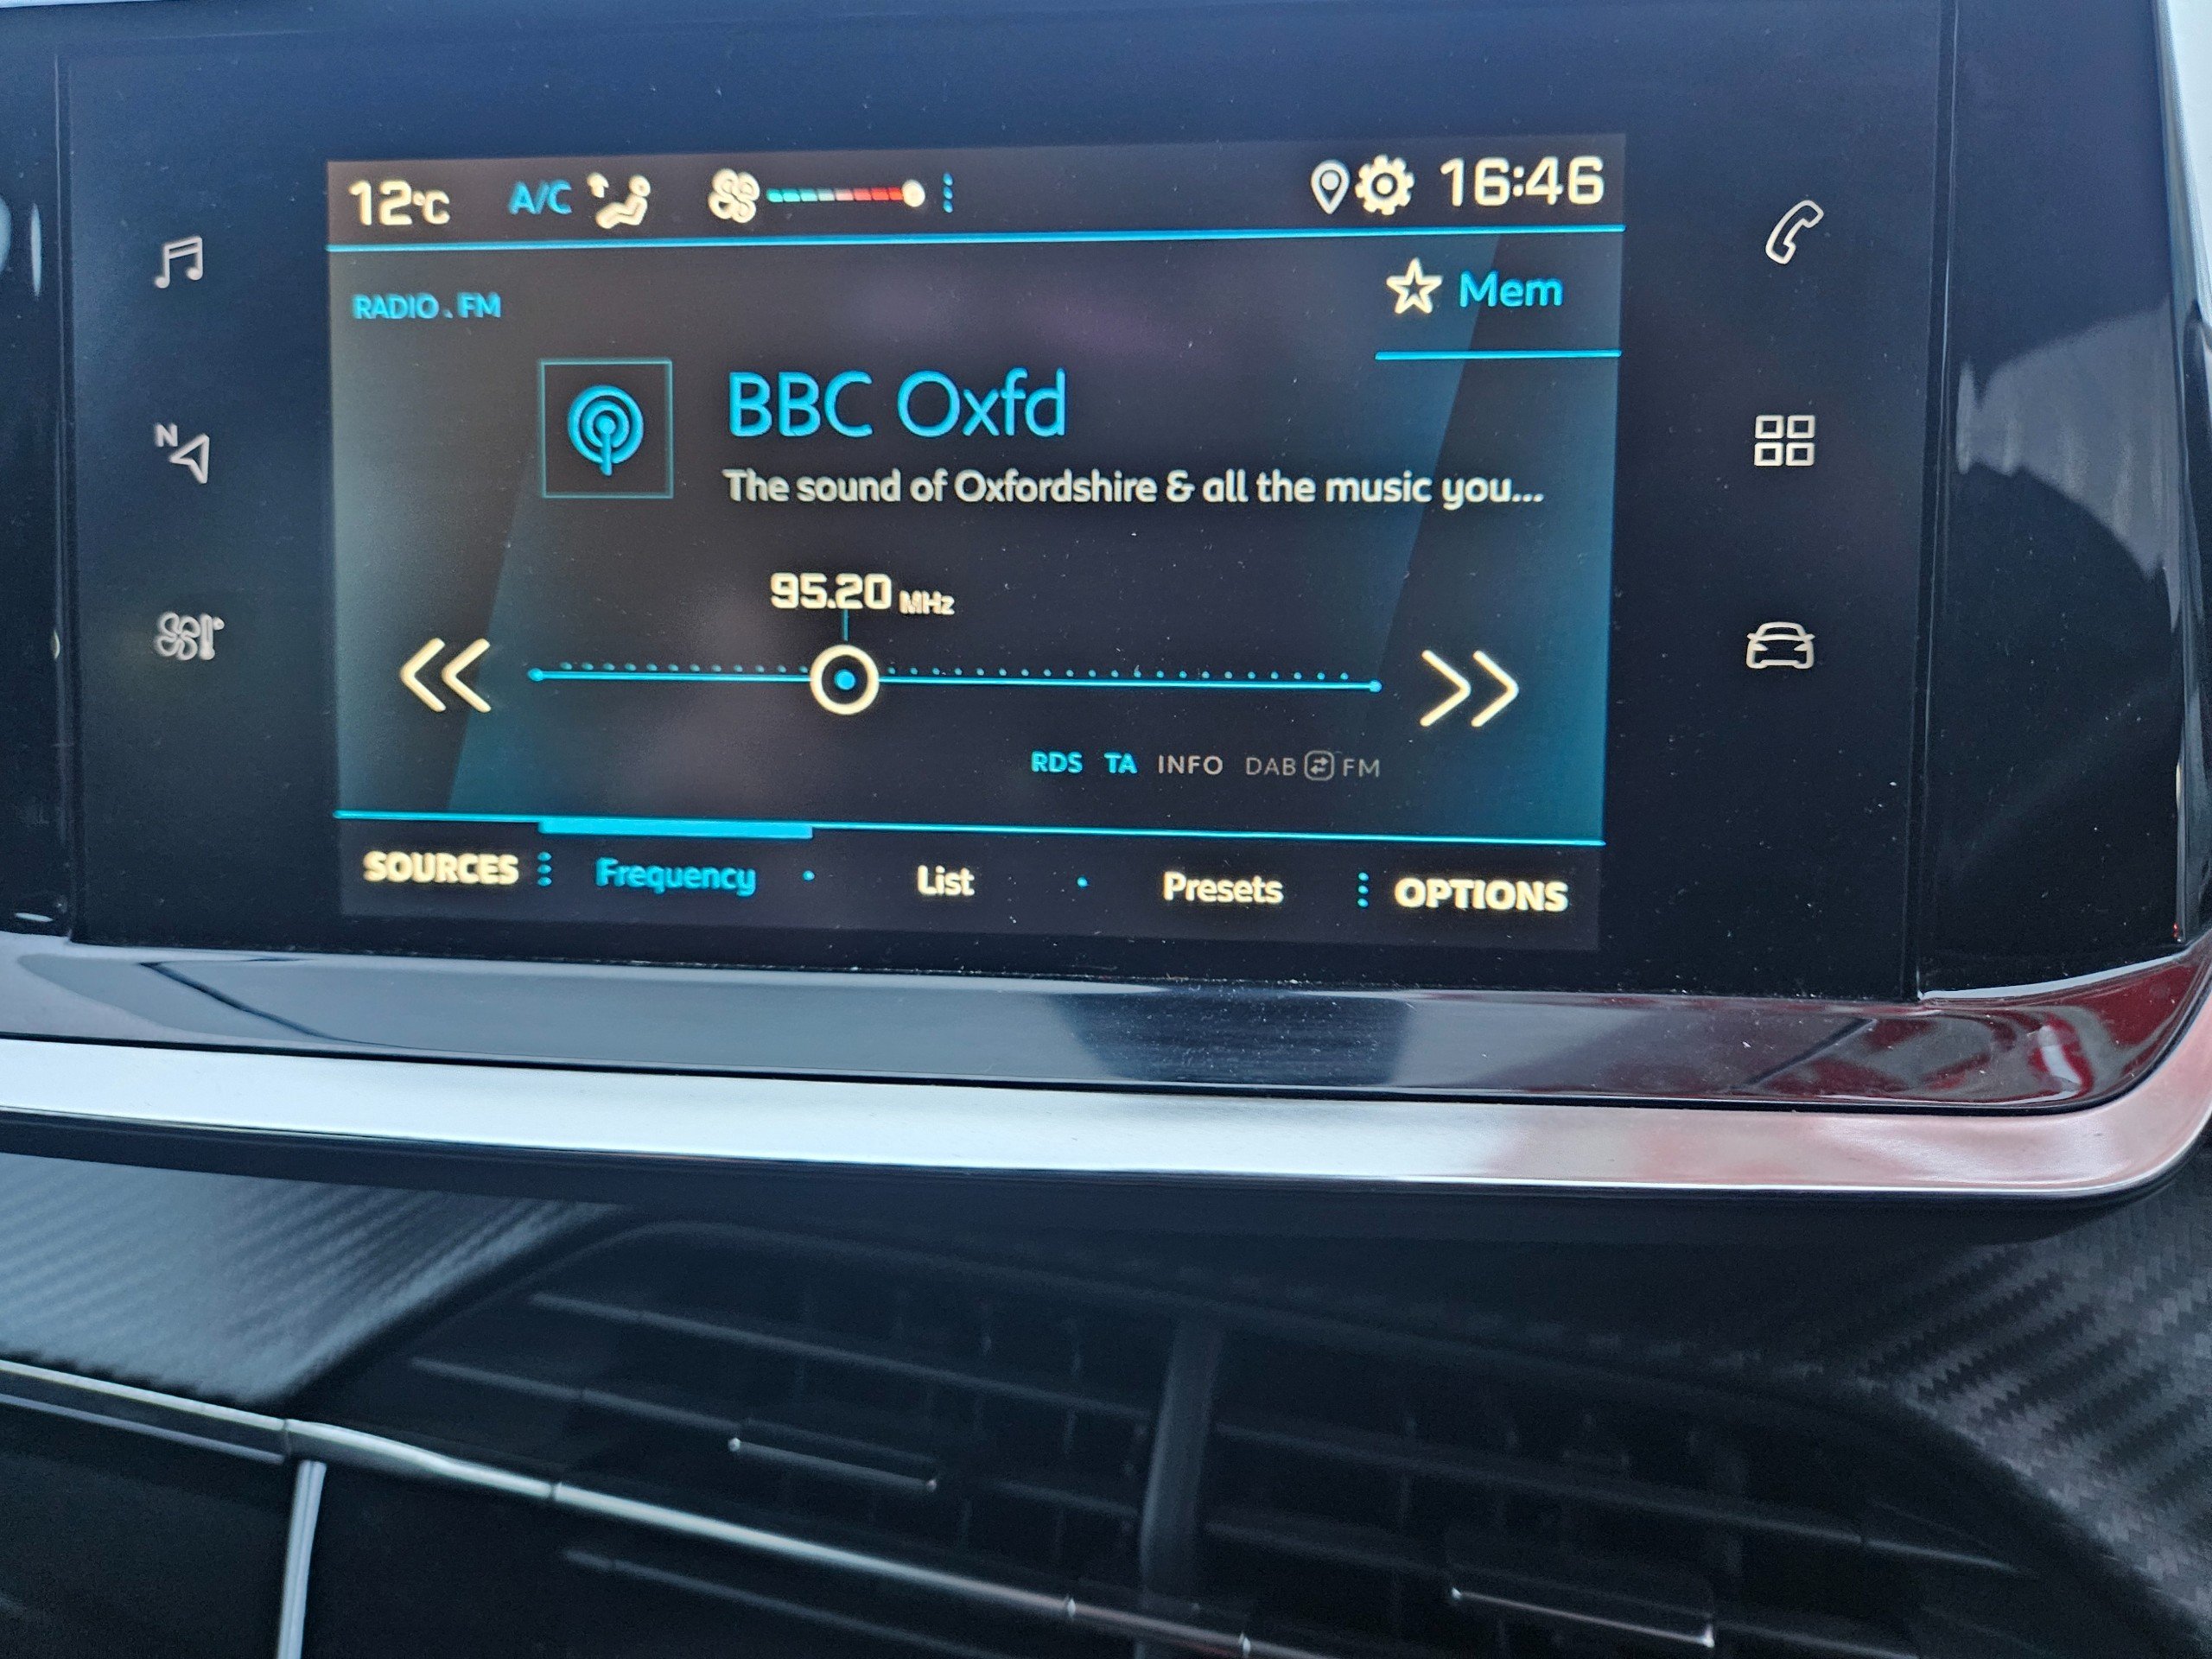 12°C A/C 16:46
RADIO . FM
Mem
BBC Oxfd
The sound of Oxfordshire & all the music you...
95.20 MHz
RDS TA INFO DAB FM
SOURCES Frequency List Presets OPTIONS
N